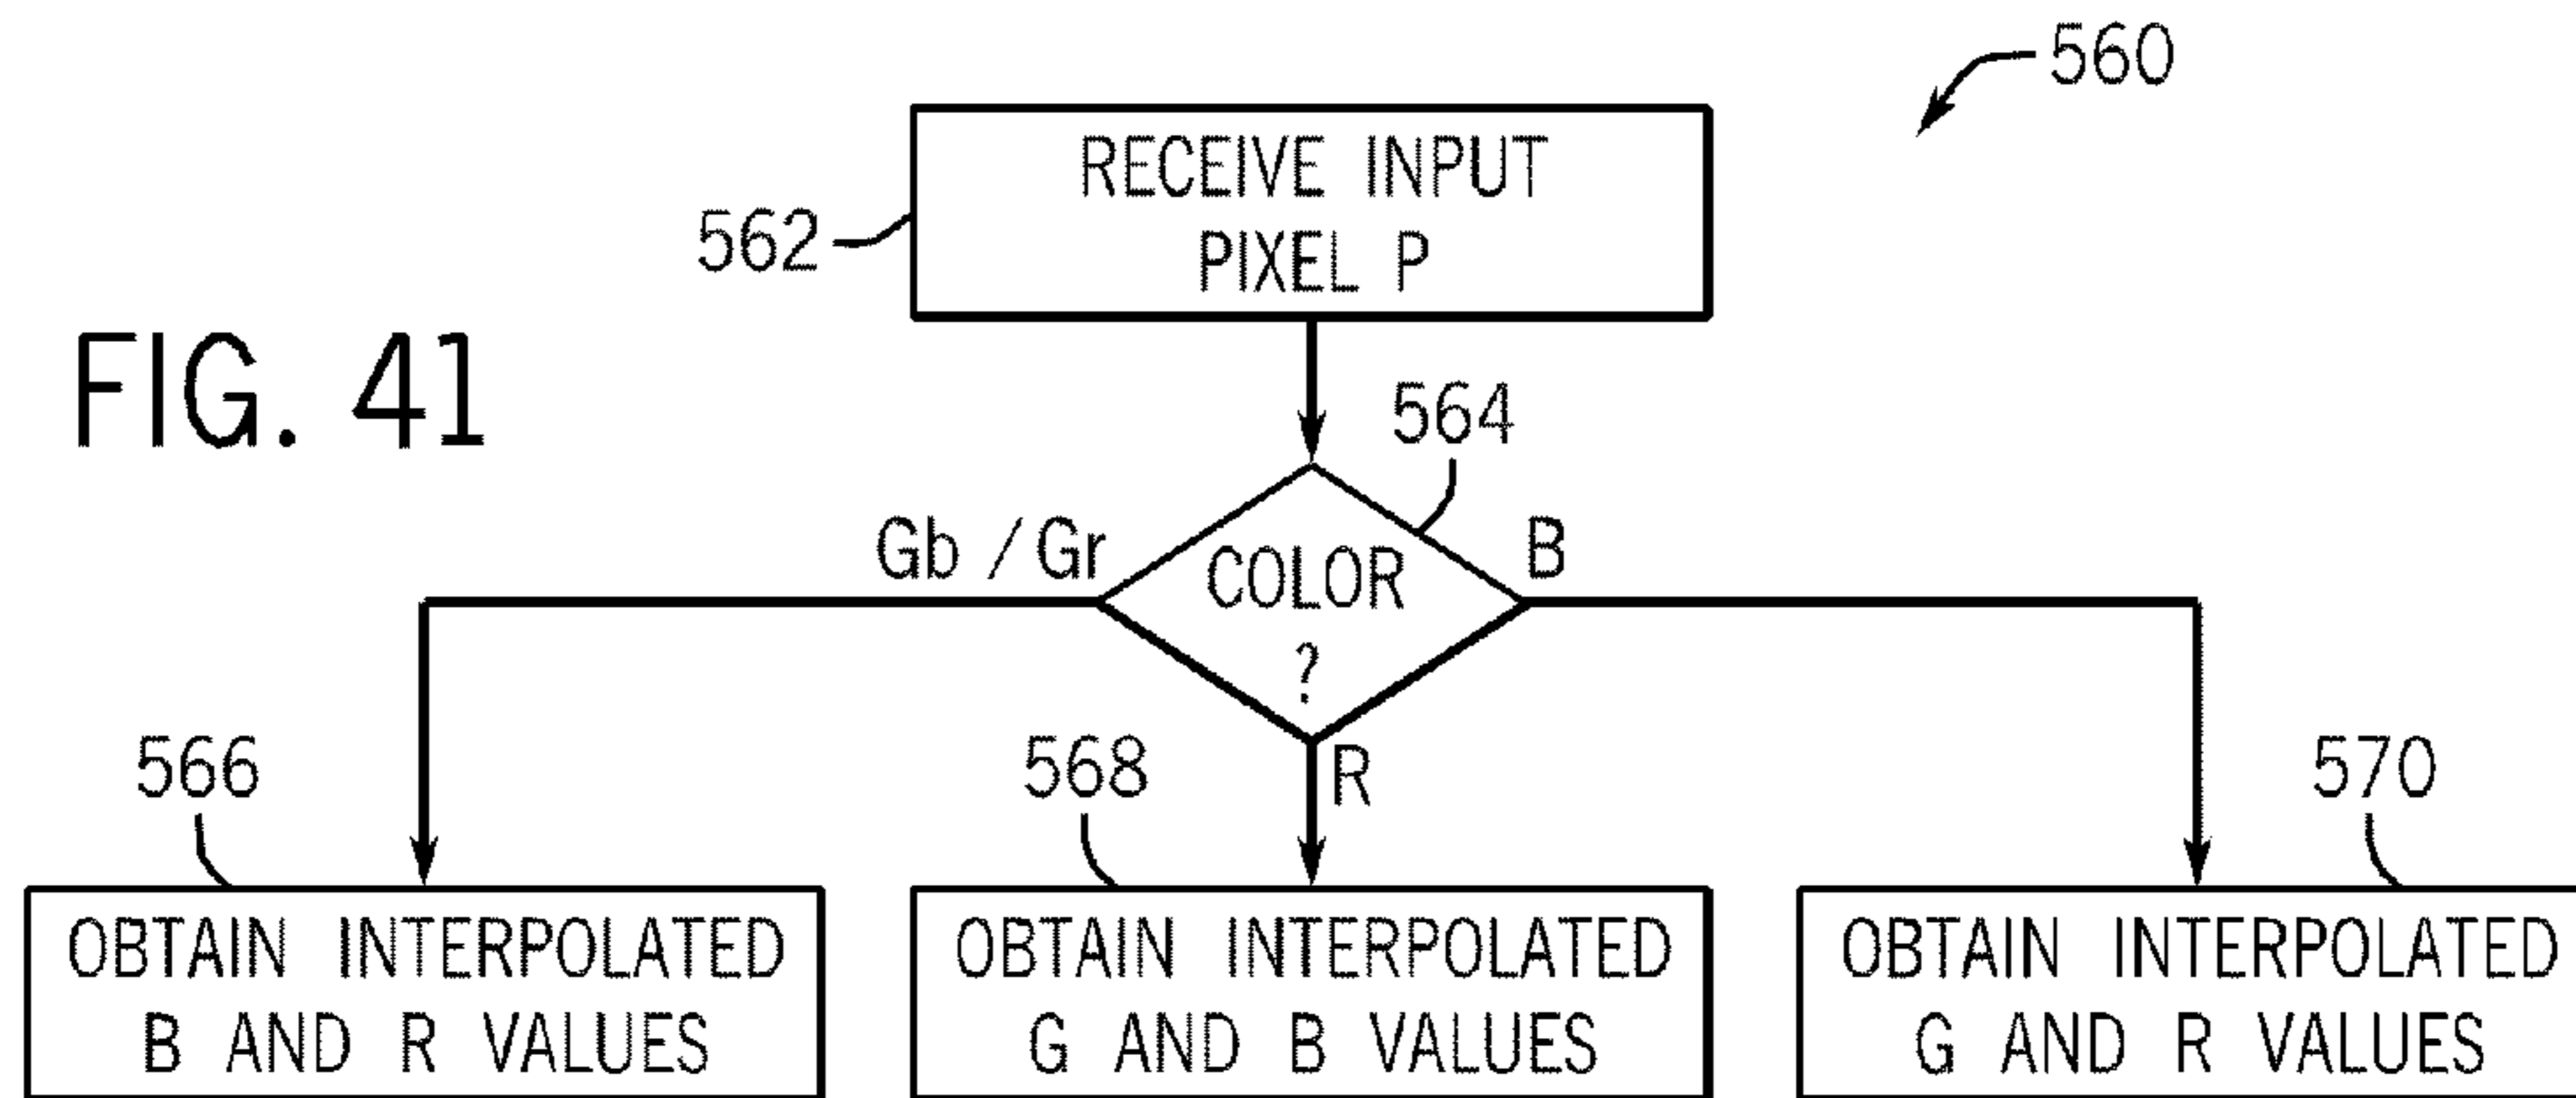 560
RECEIVE INPUT
PIXEL P
562
FIG. 41
564
Gb / Gr
COLOR
?
B
R
566
568
570
OBTAIN INTERPOLATED
B AND R VALUES
OBTAIN INTERPOLATED
G AND B VALUES
OBTAIN INTERPOLATED
G AND R VALUES